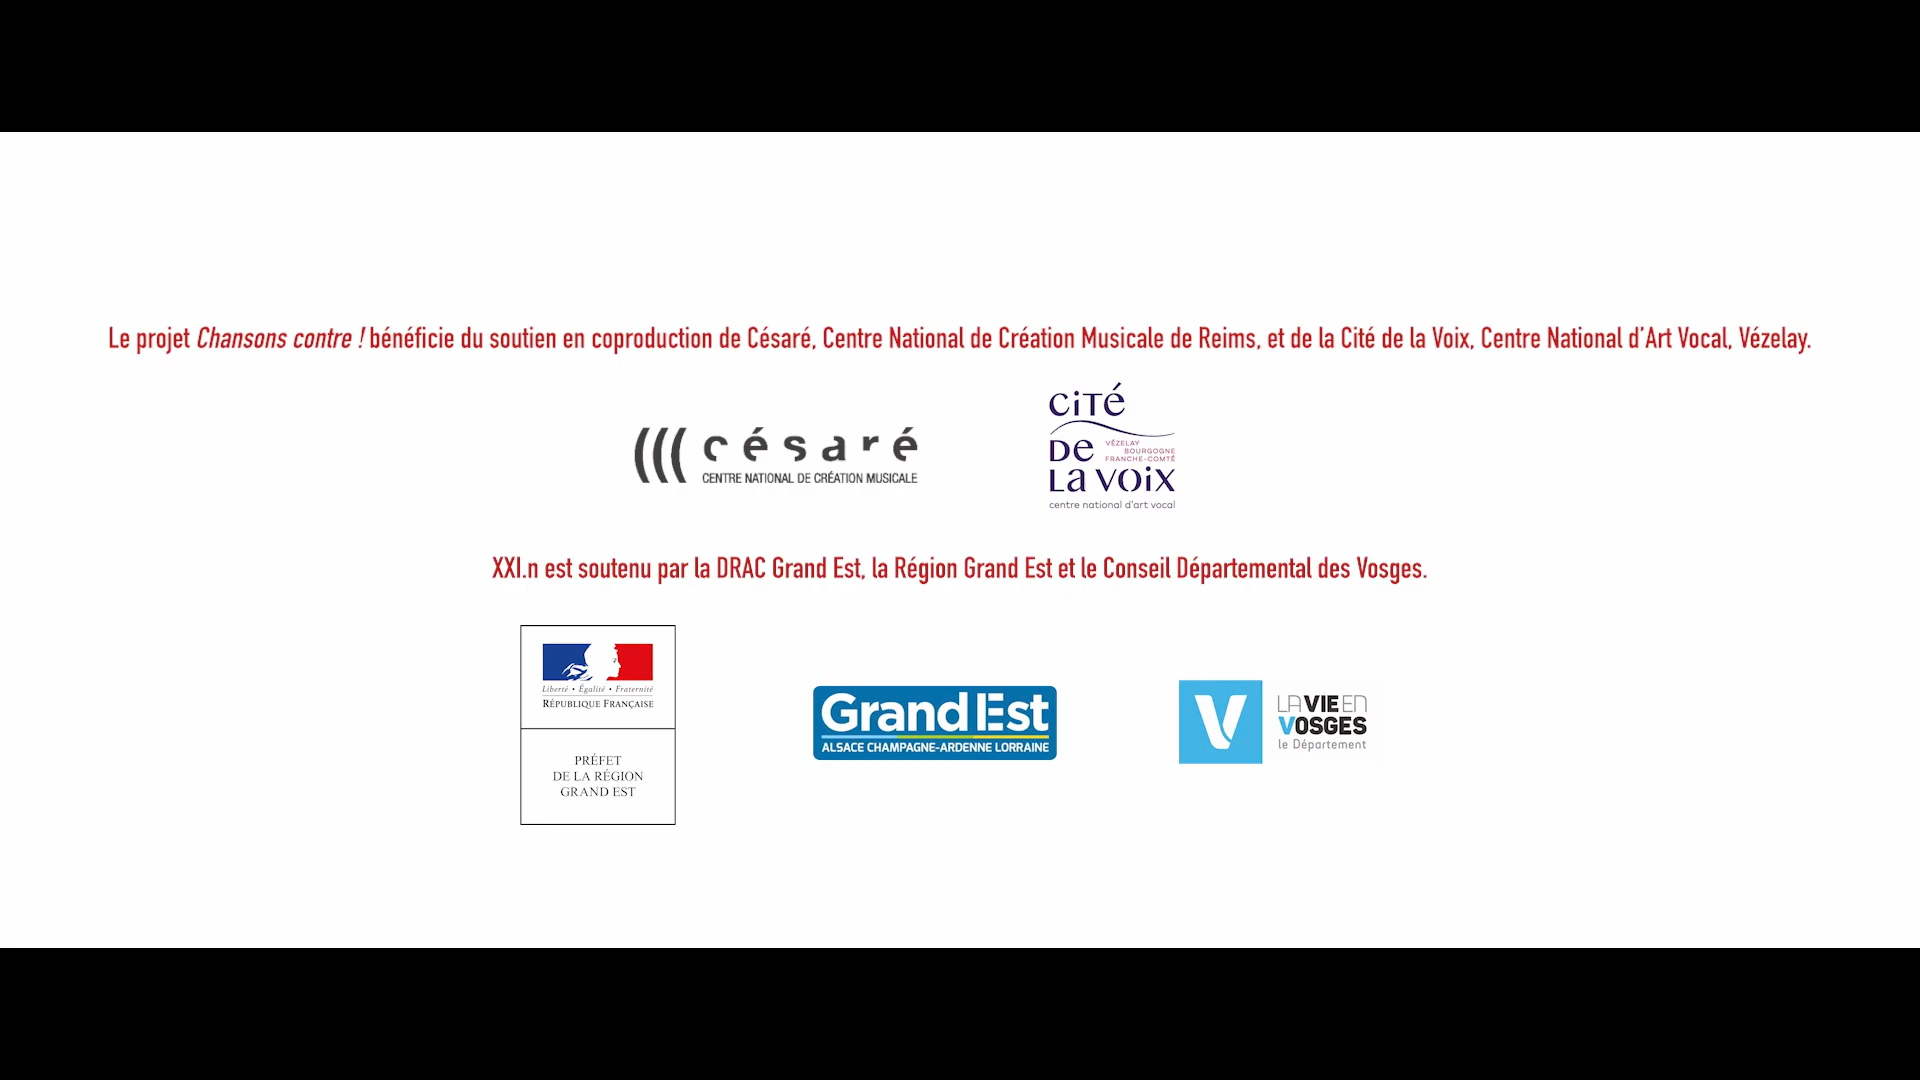 Le projet Chansons contre ! bénéficie du soutien en coproduction de Césaré, Centre National de Création Musicale de Reims, et de la Cité de la Voix, Centre National d'Art Vocal, Vézelay.
césaré
CENTRE NATIONAL DE CRÉATION MUSICALE
CiTÉ
DE
VÉZELAY
BOURGOGNE
FRANCHE-COMTÉ
La voix
centre national d'art vocal
XXI.n est soutenu par la DRAC Grand Est, la Région Grand Est et le Conseil Départemental des Vosges.
Liberté • Égalité • Fraternité
RÉPUBLIQUE FRANÇAISE
PRÉFET
DE LA RÉGION
GRAND EST
Grand Est
ALSACE CHAMPAGNE-ARDENNE LORRAINE
LA VIE EN
VOSGES
le Département